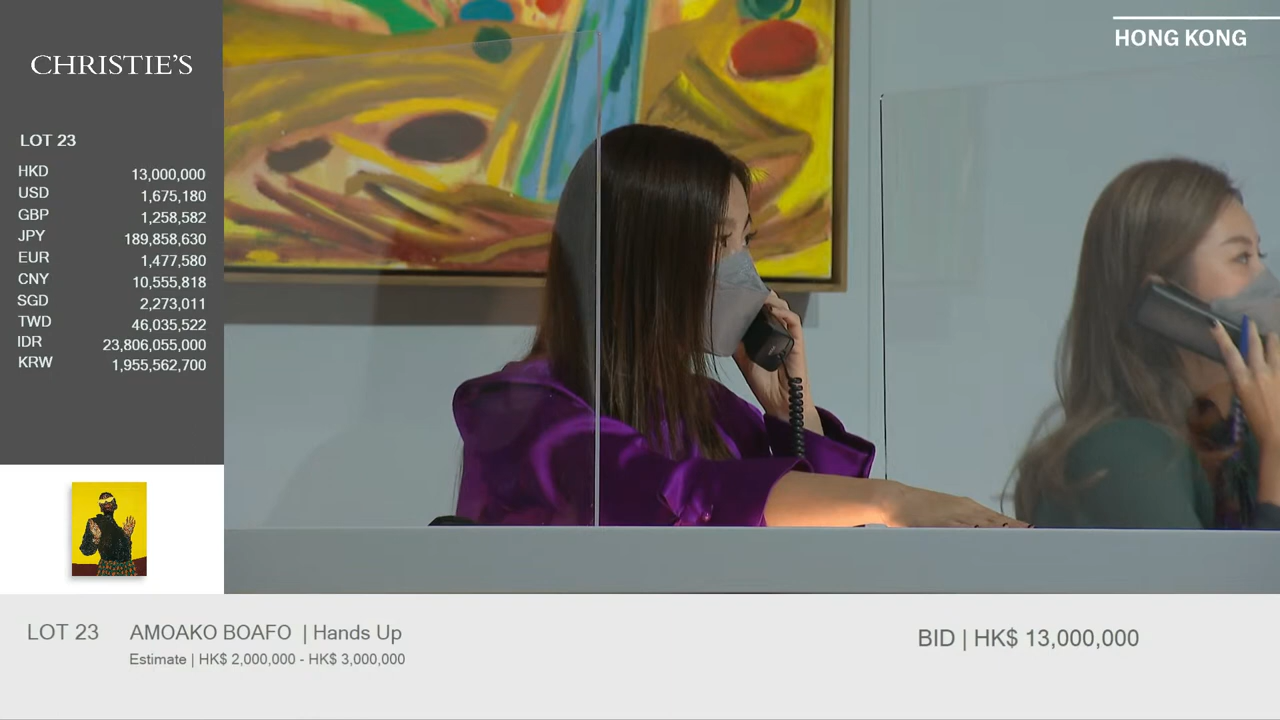 CHRISTIE'S
HONG KONG
LOT 23
HKD 13,000,000
USD 1,675,180
GBP 1,258,582
JPY 189,858,630
EUR 1,477,580
CNY 10,555,818
SGD 2,273,011
TWD 46,035,522
IDR 23,806,055,000
KRW 1,955,562,700
LOT 23 AMOAKO BOAFO | Hands Up
Estimate | HK$ 2,000,000 - HK$ 3,000,000
BID | HK$ 13,000,000